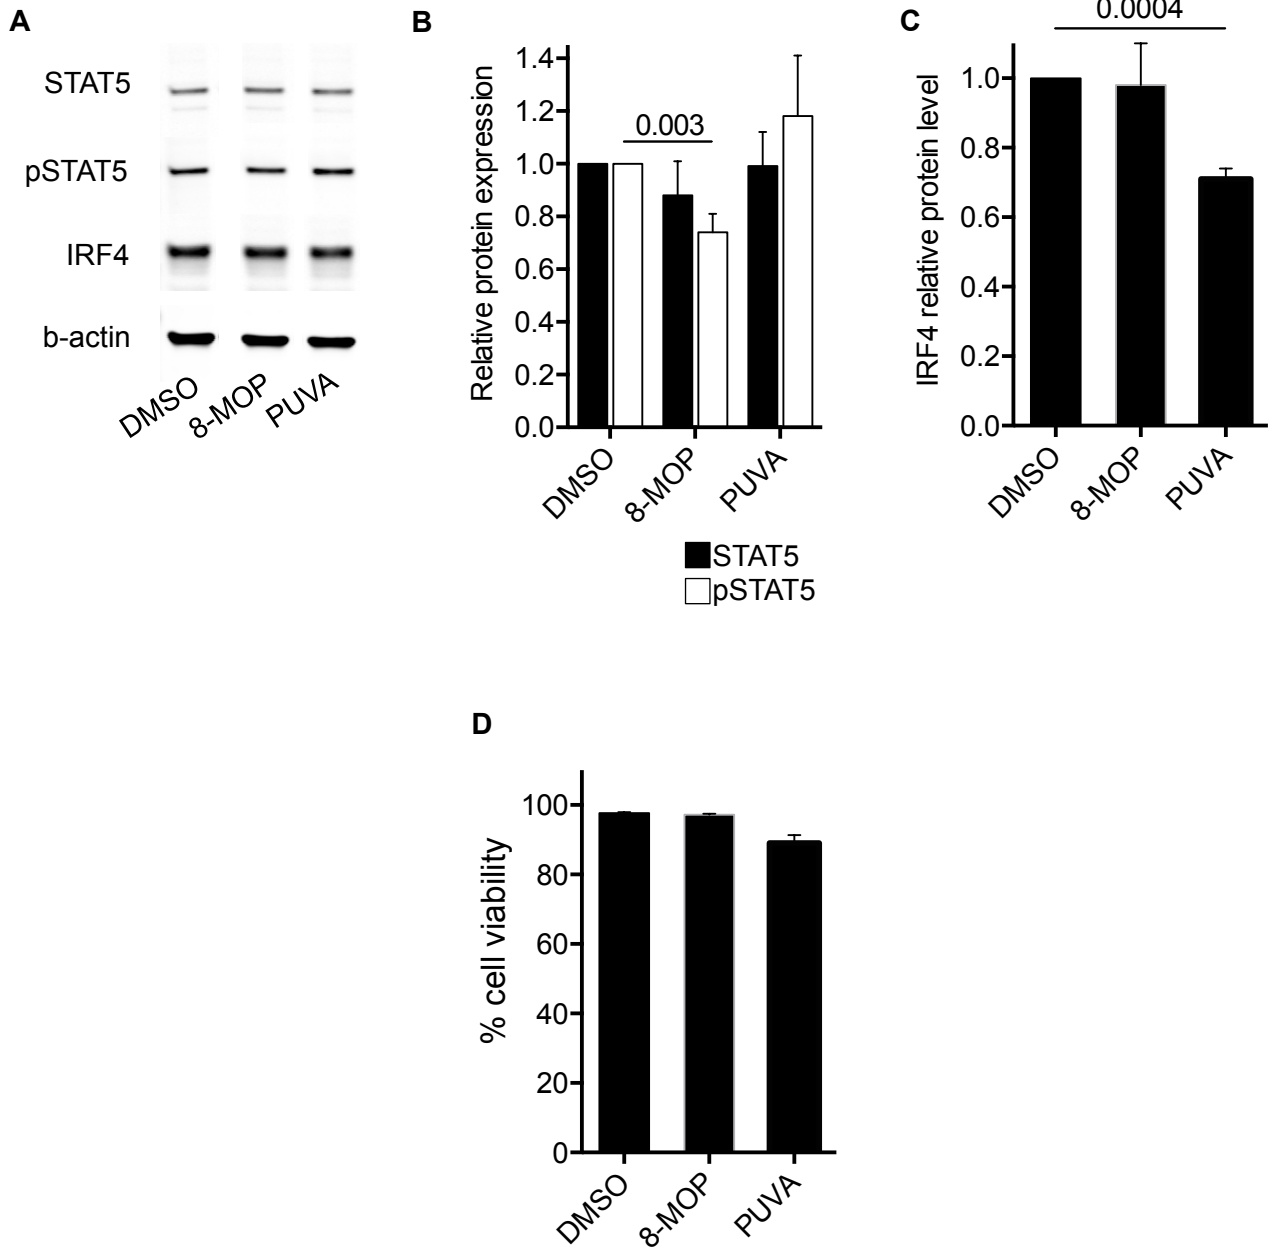 A
STAT5
pSTAT5
IRF4
b-actin
DMSO
8-MOP
PUVA
B
Relative protein expression
1.4
1.2
1.0
0.8
0.6
0.4
0.2
0.0
0.003
DMSO
8-MOP
PUVA
STAT5
pSTAT5
C
0.0004
IRF4 relative protein level
1.0
0.8
0.6
0.4
0.2
0.0
DMSO
8-MOP
PUVA
D
% cell viability
100
80
60
40
20
0
DMSO
8-MOP
PUVA